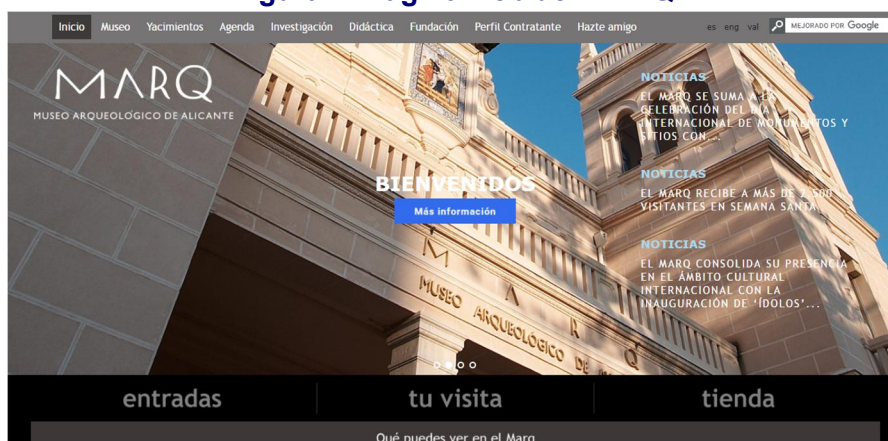 Inicio Museo Yacimientos Agenda Investigación Didáctica Fundación Perfil Contratante Hazte amigo es eng val MEJORADO POR Google
MARQ
MUSEO ARQUEOLÓGICO DE ALICANTE
NOTICIAS
EL MARQ SE SUMA A LA
CELEBRACIÓN DEL DÍA
INTERNACIONAL DE MONUMENTOS Y
SITIOS CON...
NOTICIAS
EL MARQ RECIBE A MÁS DE 2.500
VISITANTES EN SEMANA SANTA
NOTICIAS
EL MARQ CONSOLIDA SU PRESENCIA
EN EL ÁMBITO CULTURAL
INTERNACIONAL CON LA
INAUGURACIÓN DE ‘ÍDOLOS’...
BIENVENIDOS
Más información
M A R Q
MUSEO ARQUEOLÓGICO DE
entradas tu visita tienda
Qué puedes ver en el Marq